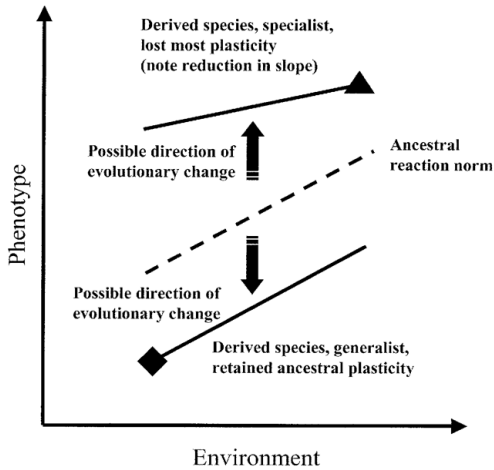 Derived species, specialist,
lost most plasticity
(note reduction in slope)
Possible direction of
evolutionary change
Ancestral
reaction norm
Phenotype
Possible direction of
evolutionary change
Derived species, generalist,
retained ancestral plasticity
Environment